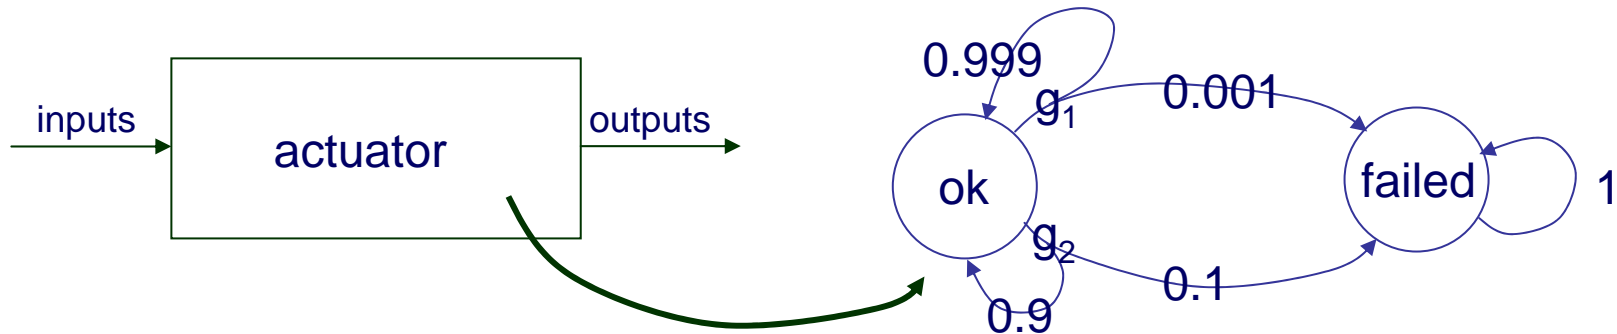 inputs
actuator
outputs
0.999
g₁
0.001
ok
failed
1
g₂
0.1
0.9